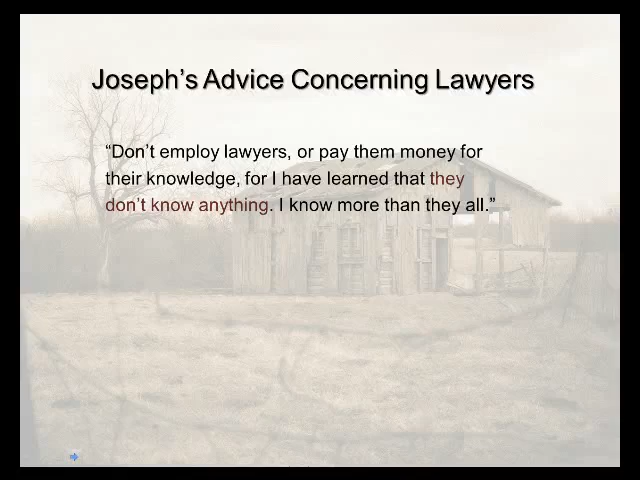 Joseph's Advice Concerning Lawyers
“Don't employ lawyers, or pay them money for
their knowledge, for I have learned that they
don't know anything. I know more than they all.”